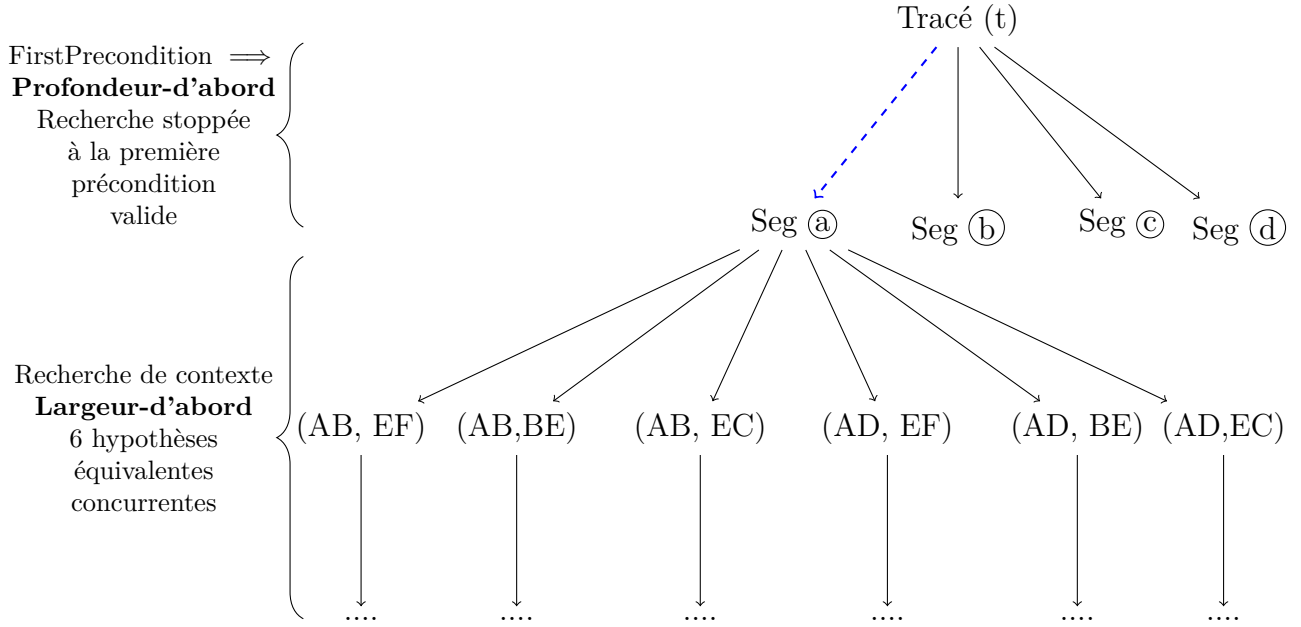 Tracé (t)
FirstPrecondition ⟹
Profondeur-d'abord
Recherche stoppée
à la première
précondition
valide
Seg ⓐ Seg ⓑ Seg ⓒ Seg ⓓ
Recherche de contexte
Largeur-d'abord
6 hypothèses
équivalentes
concurrentes
(AB, EF) (AB,BE) (AB, EC) (AD, EF) (AD, BE) (AD,EC)
.... .... .... .... .... ....